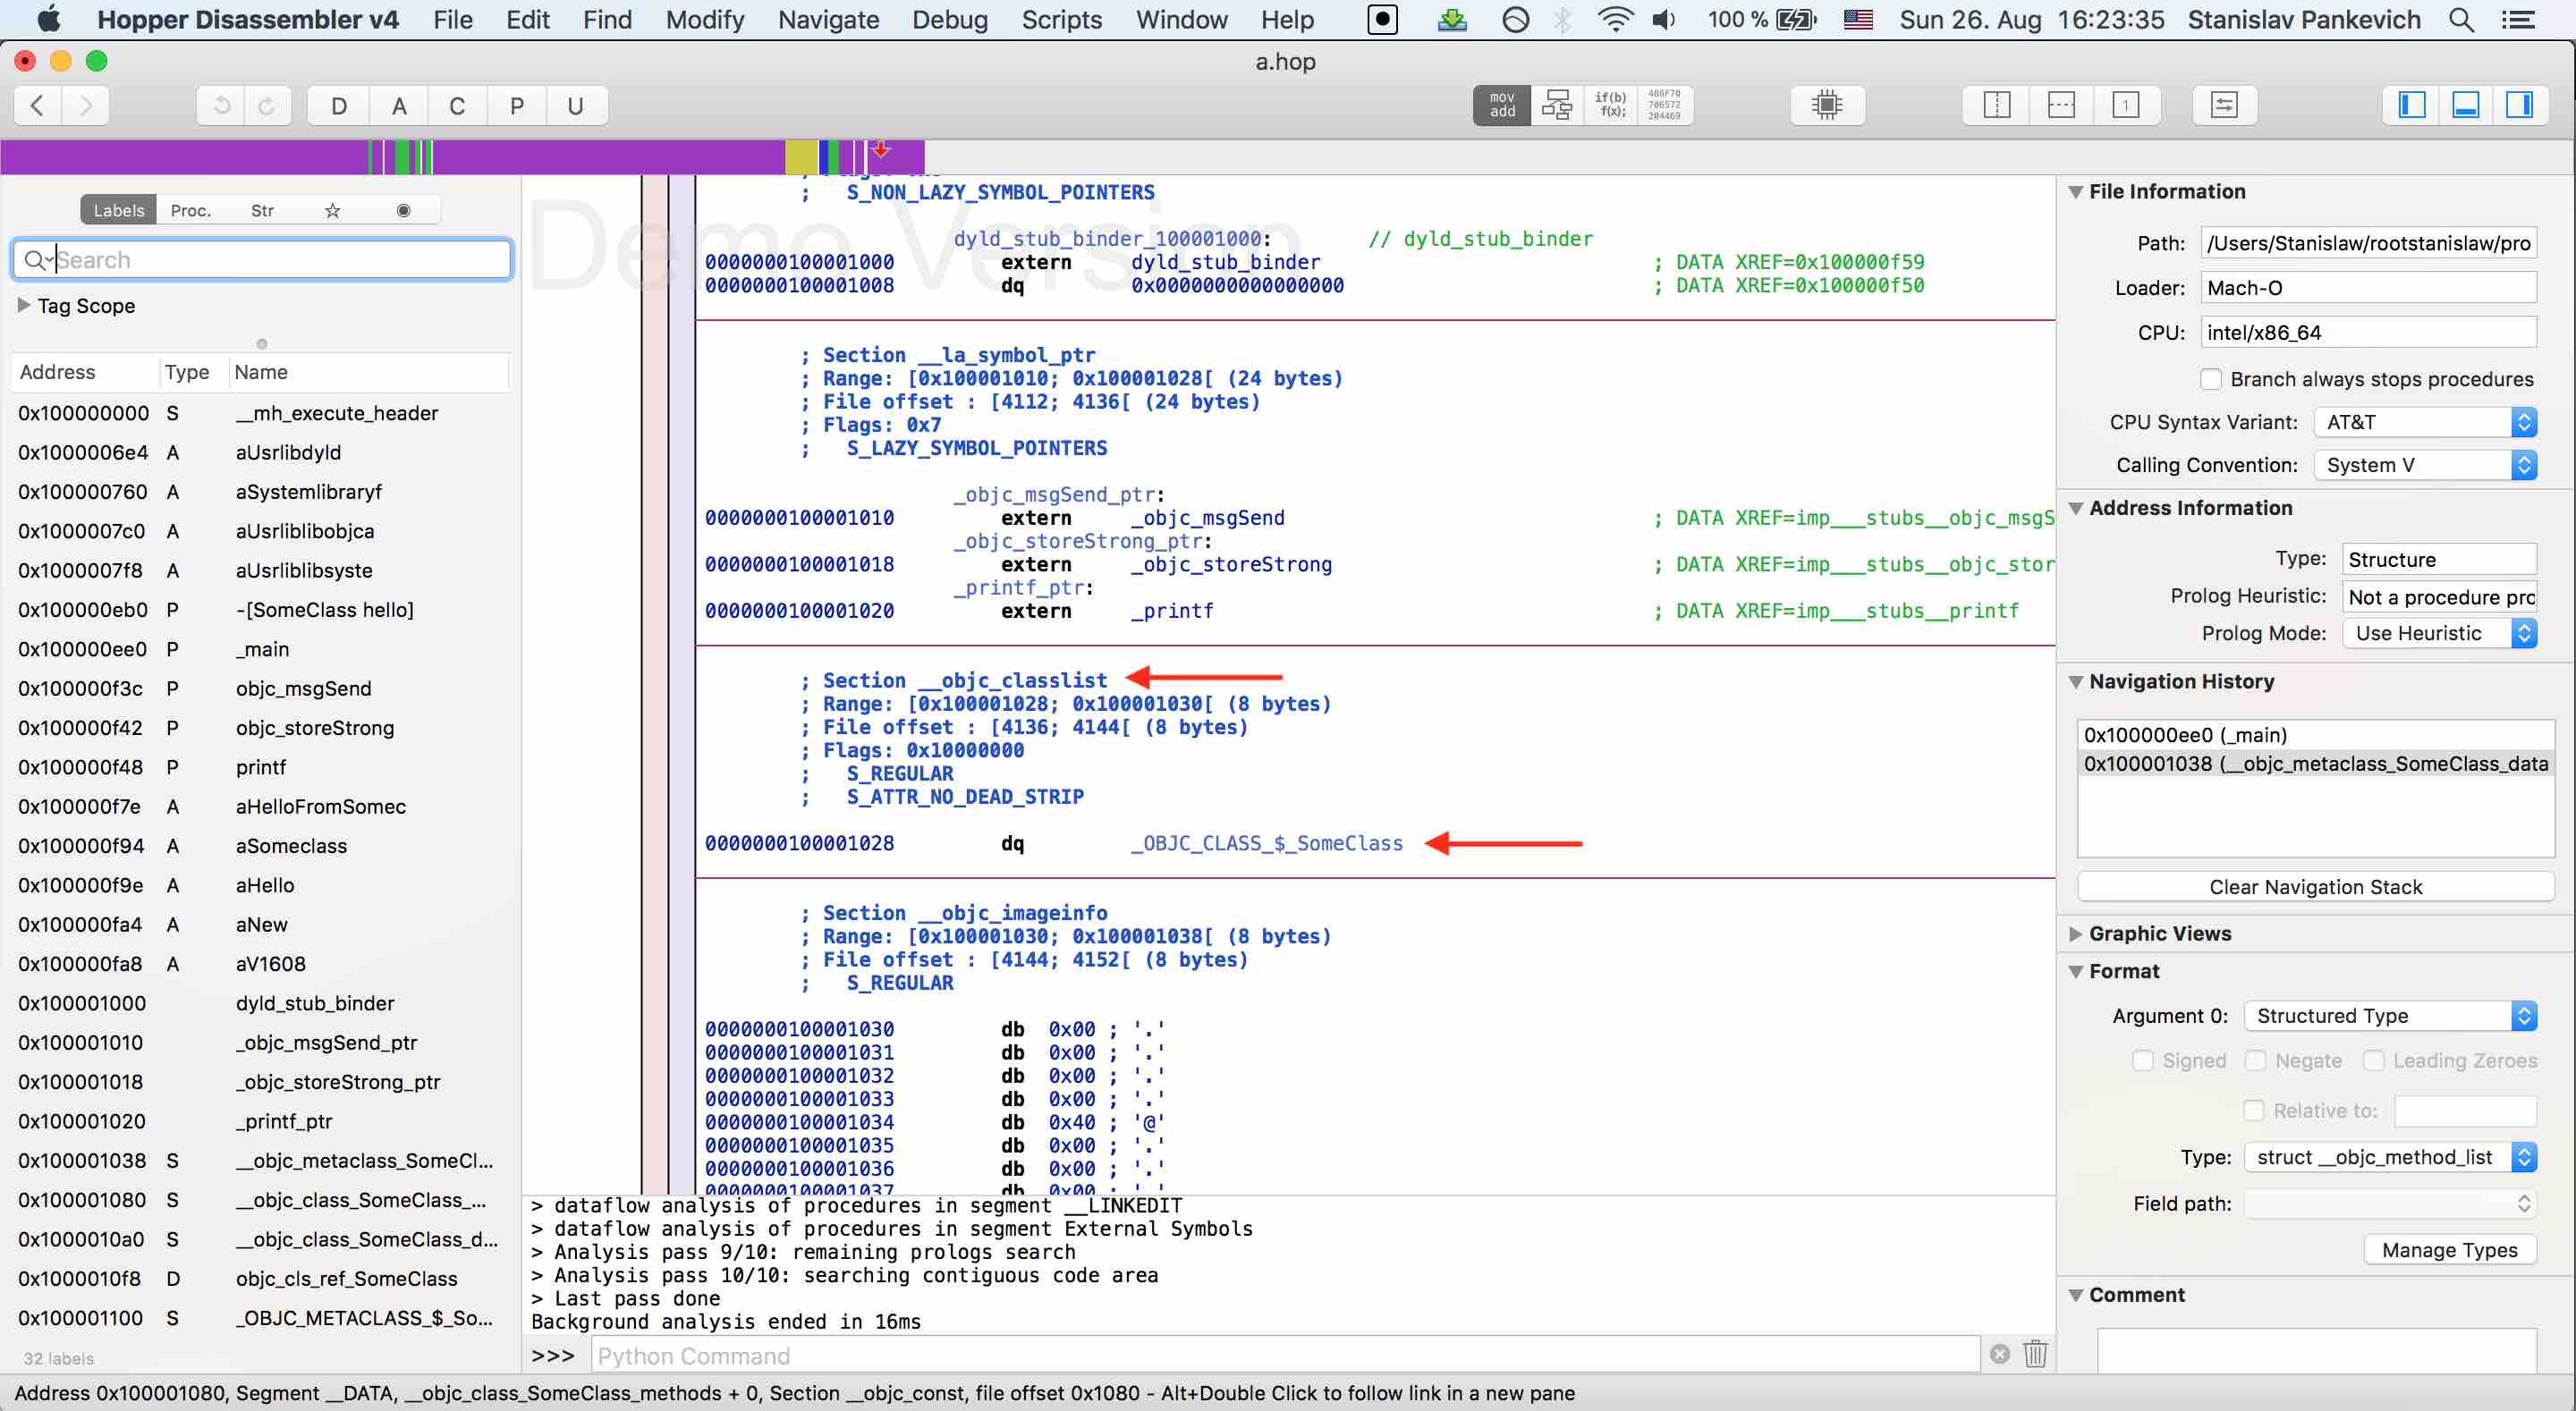 Hopper Disassembler v4 File Edit Find Modify Navigate Debug Scripts Window Help 100 % Sun 26. Aug 16:23:35 Stanislav Pankevich
a.hop
D A C P U
mov add
if(b) f(x);
486F70 706572 204469
1
Labels Proc. Str
Search
Tag Scope
Address Type Name
0x100000000 S __mh_execute_header
0x1000006e4 A aUsrlibdyld
0x100000760 A aSystemlibraryf
0x1000007c0 A aUsrliblibobjca
0x1000007f8 A aUsrliblibsyste
0x100000eb0 P -[SomeClass hello]
0x100000ee0 P _main
0x100000f3c P objc_msgSend
0x100000f42 P objc_storeStrong
0x100000f48 P printf
0x100000f7e A aHelloFromSomec
0x100000f94 A aSomeclass
0x100000f9e A aHello
0x100000fa4 A aNew
0x100000fa8 A aV1608
0x100001000 dyld_stub_binder
0x100001010 _objc_msgSend_ptr
0x100001018 _objc_storeStrong_ptr
0x100001020 _printf_ptr
0x100001038 S __objc_metaclass_SomeCl...
0x100001080 S __objc_class_SomeClass_...
0x1000010a0 S __objc_class_SomeClass_d...
0x1000010f8 D objc_cls_ref_SomeClass
0x100001100 S _OBJC_METACLASS_$_So...
32 labels
Demo Version
; S_NON_LAZY_SYMBOL_POINTERS
dyld_stub_binder_100001000: // dyld_stub_binder
0000000100001000 extern dyld_stub_binder ; DATA XREF=0x100000f59
0000000100001008 dq 0x0000000000000000 ; DATA XREF=0x100000f50
; Section __la_symbol_ptr
; Range: [0x100001010; 0x100001028[ (24 bytes)
; File offset : [4112; 4136[ (24 bytes)
; Flags: 0x7
; S_LAZY_SYMBOL_POINTERS
_objc_msgSend_ptr:
0000000100001010 extern _objc_msgSend ; DATA XREF=imp___stubs__objc_msgS
_objc_storeStrong_ptr:
0000000100001018 extern _objc_storeStrong ; DATA XREF=imp___stubs__objc_stor
_printf_ptr:
0000000100001020 extern _printf ; DATA XREF=imp___stubs__printf
; Section __objc_classlist
; Range: [0x100001028; 0x100001030[ (8 bytes)
; File offset : [4136; 4144[ (8 bytes)
; Flags: 0x10000000
; S_REGULAR
; S_ATTR_NO_DEAD_STRIP
0000000100001028 dq _OBJC_CLASS_$_SomeClass
; Section __objc_imageinfo
; Range: [0x100001030; 0x100001038[ (8 bytes)
; File offset : [4144; 4152[ (8 bytes)
; S_REGULAR
0000000100001030 db 0x00 ; '.'
0000000100001031 db 0x00 ; '.'
0000000100001032 db 0x00 ; '.'
0000000100001033 db 0x00 ; '.'
0000000100001034 db 0x40 ; '@'
0000000100001035 db 0x00 ; '.'
0000000100001036 db 0x00 ; '.'
0000000100001037 db 0x00 ; '.'
> dataflow analysis of procedures in segment __LINKEDIT
> dataflow analysis of procedures in segment External Symbols
> Analysis pass 9/10: remaining prologs search
> Analysis pass 10/10: searching contiguous code area
> Last pass done
Background analysis ended in 16ms
>>> Python Command
File Information
Path: /Users/Stanislaw/rootstanislaw/pro
Loader: Mach-O
CPU: intel/x86_64
Branch always stops procedures
CPU Syntax Variant: AT&T
Calling Convention: System V
Address Information
Type: Structure
Prolog Heuristic: Not a procedure prc
Prolog Mode: Use Heuristic
Navigation History
0x100000ee0 (_main)
0x100001038 (__objc_metaclass_SomeClass_data
Clear Navigation Stack
Graphic Views
Format
Argument 0: Structured Type
Signed Negate Leading Zeroes
Relative to:
Type: struct __objc_method_list
Field path:
Manage Types
Comment
Address 0x100001080, Segment __DATA, __objc_class_SomeClass_methods + 0, Section __objc_const, file offset 0x1080 - Alt+Double Click to follow link in a new pane